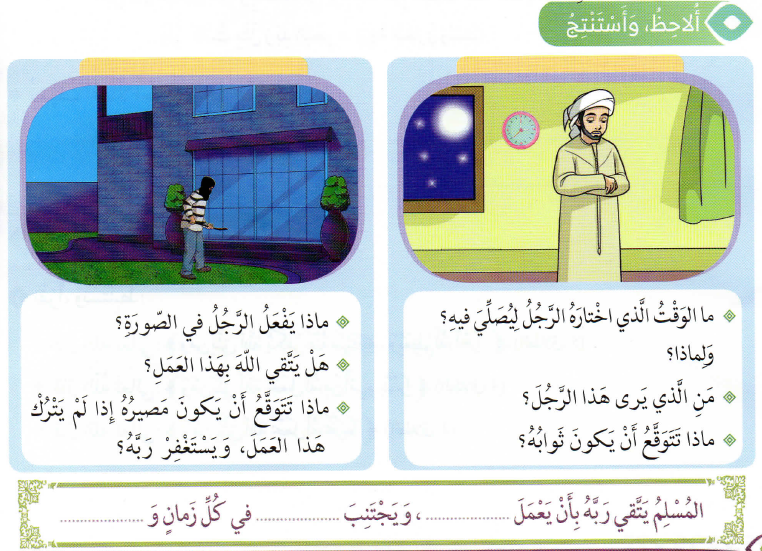 أُلاحِظُ، وَأَسْتَنْتِجُ
ما الوَقْتُ الَّذي اخْتارَهُ الرَّجُلُ لِيُصَلِّيَ فيهِ؟
وَلِماذا؟
مَنِ الَّذي يَرى هَذا الرَّجُلَ؟
ماذا تَتَوَقَّعُ أَنْ يَكونَ ثَوابُهُ؟
ماذا يَفْعَلُ الرَّجُلُ في الصّورَةِ؟
هَلْ يَتَّقي اللّهَ بِهَذا العَمَلِ؟
ماذا تَتَوَقَّعُ أَنْ يَكونَ مَصيرُهُ إِذا لَمْ يَتْرُكْ
هَذا العَمَلَ، وَيَسْتَغْفِرْ رَبَّهُ؟
المُسْلِمُ يَتَّقي رَبَّهُ بِأَنْ يَعْمَلَ .................... ، وَيَجْتَنِبَ .................... في كُلِّ زَمانٍ وَ ....................